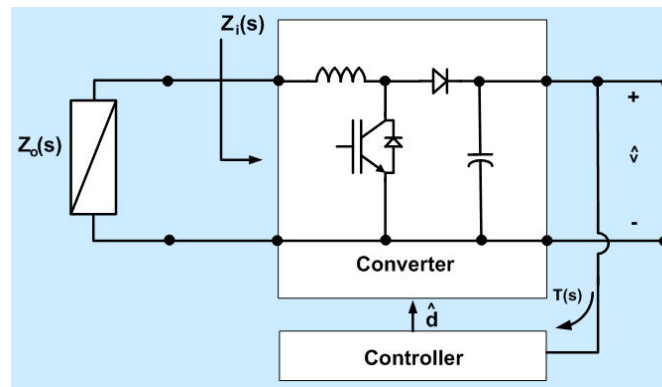 Zi(s)
Zo(s)
+
v̂
-
Converter
T(s)
d̂
Controller